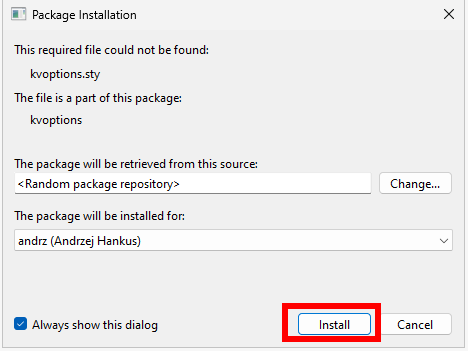 Package Installation
This required file could not be found:
kvoptions.sty
The file is a part of this package:
kvoptions
The package will be retrieved from this source:
<Random package repository>
Change...
The package will be installed for:
andrz (Andrzej Hankus)
Always show this dialog
Install
Cancel